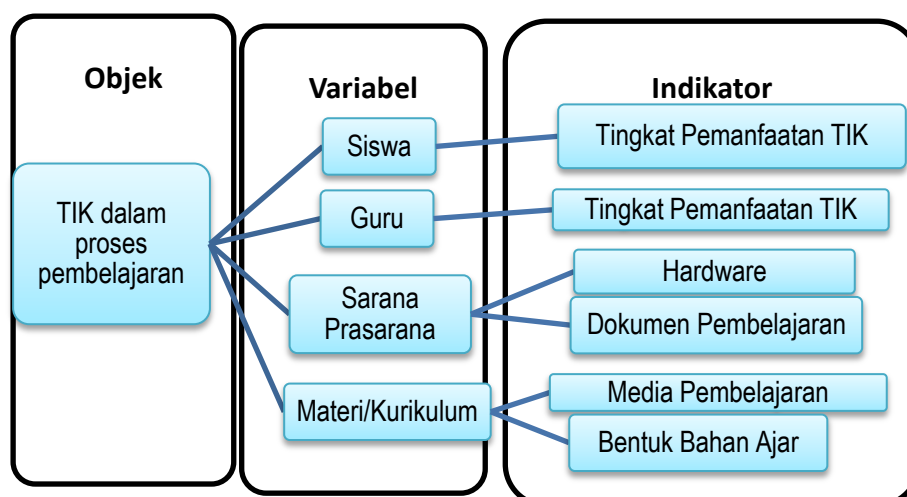 Objek
TIK dalam
proses
pembelajaran
Variabel
Siswa
Guru
Sarana
Prasarana
Materi/Kurikulum
Indikator
Tingkat Pemanfaatan TIK
Tingkat Pemanfaatan TIK
Hardware
Dokumen Pembelajaran
Media Pembelajaran
Bentuk Bahan Ajar